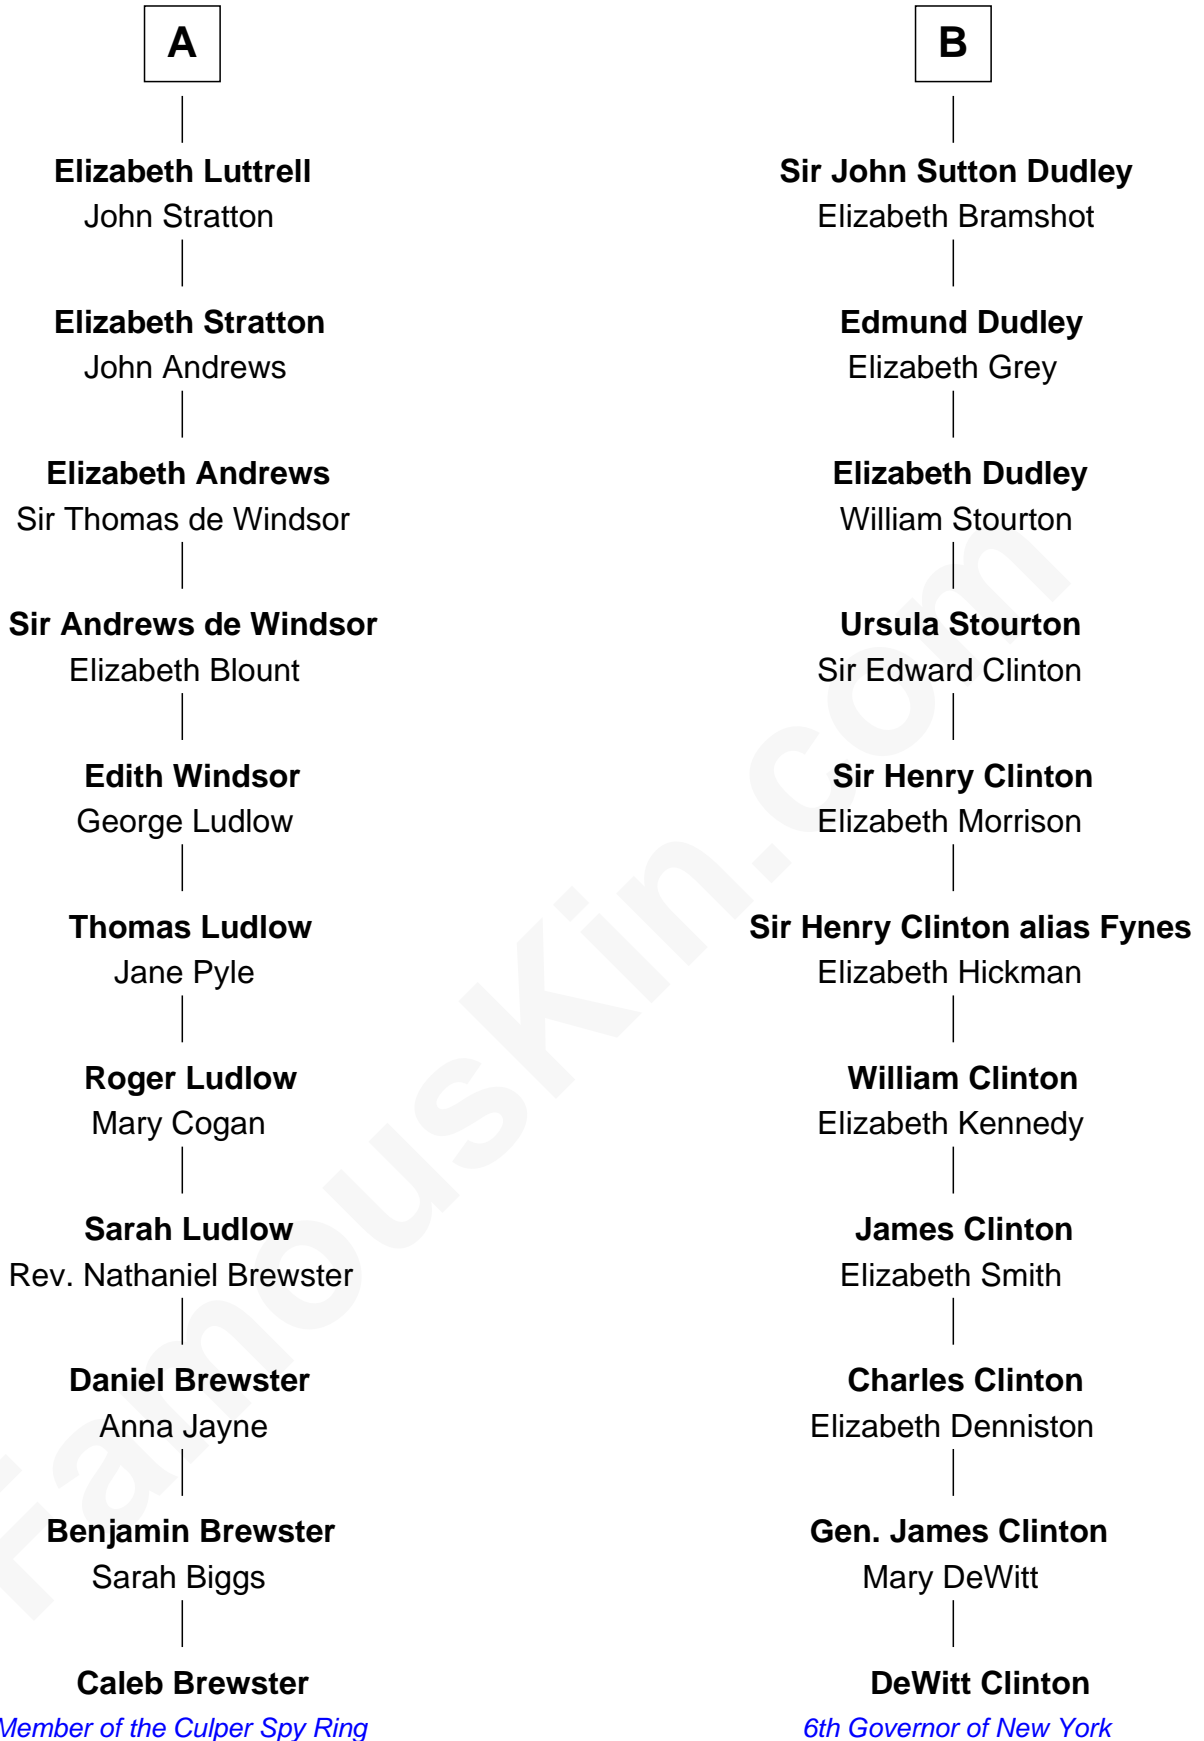 A
Elizabeth Luttrell
John Stratton
Elizabeth Stratton
John Andrews
Elizabeth Andrews
Sir Thomas de Windsor
Sir Andrews de Windsor
Elizabeth Blount
Edith Windsor
George Ludlow
Thomas Ludlow
Jane Pyle
Roger Ludlow
Mary Cogan
Sarah Ludlow
Rev. Nathaniel Brewster
Daniel Brewster
Anna Jayne
Benjamin Brewster
Sarah Biggs
Caleb Brewster
Member of the Culper Spy Ring
B
Sir John Sutton Dudley
Elizabeth Bramshot
Edmund Dudley
Elizabeth Grey
Elizabeth Dudley
William Stourton
Ursula Stourton
Sir Edward Clinton
Sir Henry Clinton
Elizabeth Morrison
Sir Henry Clinton alias Fynes
Elizabeth Hickman
William Clinton
Elizabeth Kennedy
James Clinton
Elizabeth Smith
Charles Clinton
Elizabeth Denniston
Gen. James Clinton
Mary DeWitt
DeWitt Clinton
6th Governor of New York
FamousKin.com